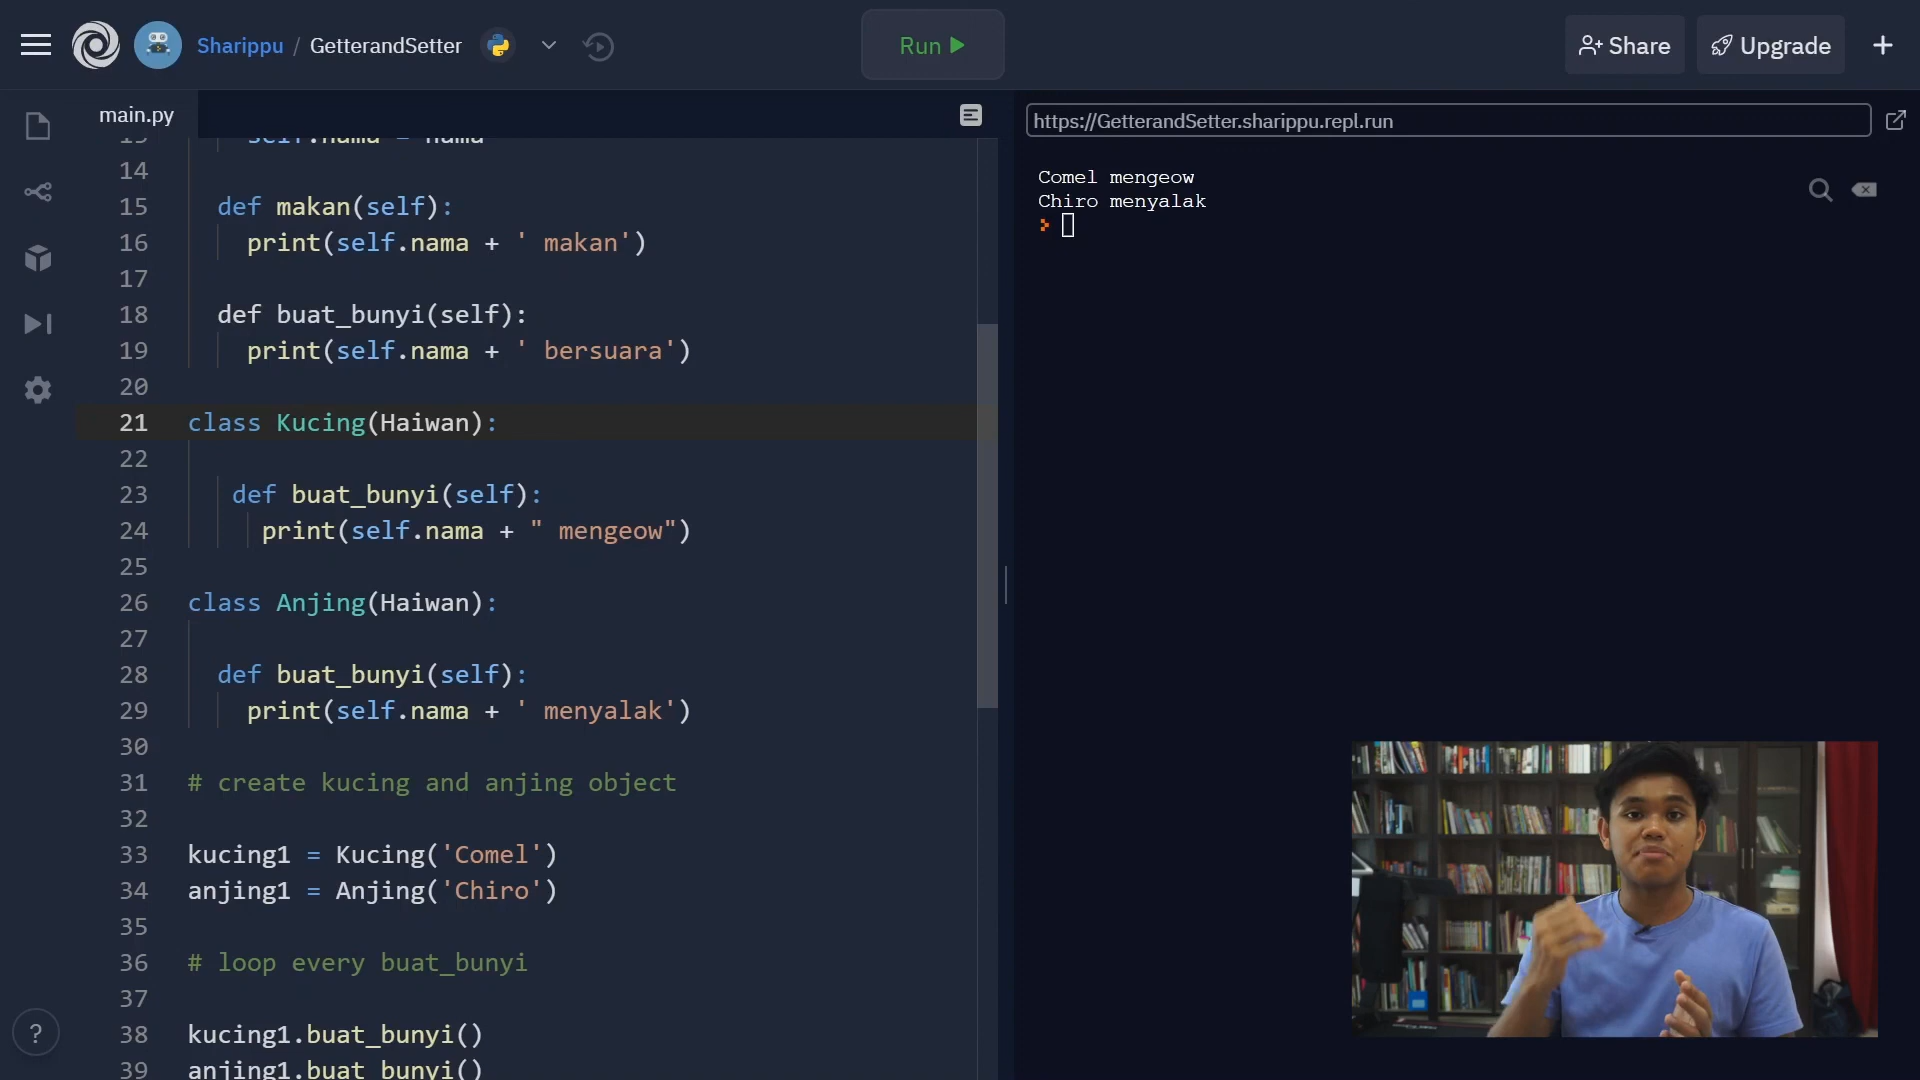 Sharippu / GetterandSetter
Run
Share
Upgrade
main.py
https://GetterandSetter.sharippu.repl.run
13 self.nama = nama
14
15 def makan(self):
16 print(self.nama + ' makan')
17
18 def buat_bunyi(self):
19 print(self.nama + ' bersuara')
20
21 class Kucing(Haiwan):
22
23 def buat_bunyi(self):
24 print(self.nama + " mengeow")
25
26 class Anjing(Haiwan):
27
28 def buat_bunyi(self):
29 print(self.nama + ' menyalak')
30
31 # create kucing and anjing object
32
33 kucing1 = Kucing('Comel')
34 anjing1 = Anjing('Chiro')
35
36 # loop every buat_bunyi
37
38 kucing1.buat_bunyi()
39 anjing1.buat_bunyi()
Comel mengeow
Chiro menyalak
?